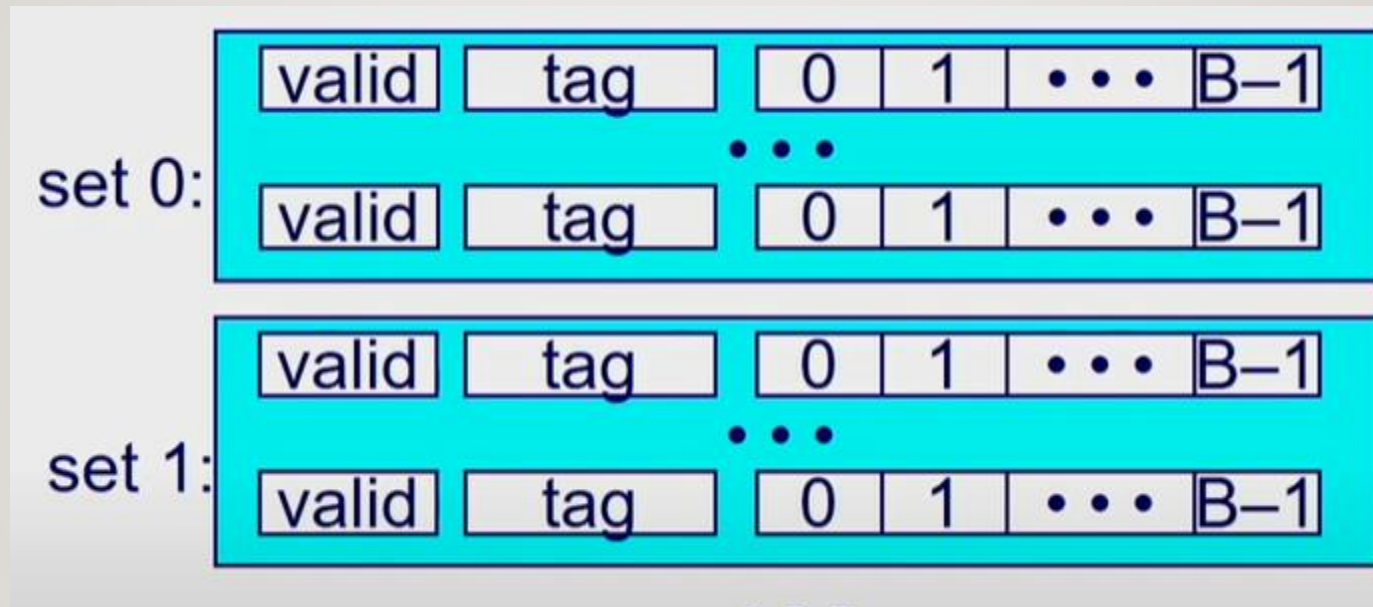 valid tag 0 1 • • • B–1
• • •
set 0:
valid tag 0 1 • • • B–1
valid tag 0 1 • • • B–1
• • •
set 1:
valid tag 0 1 • • • B–1